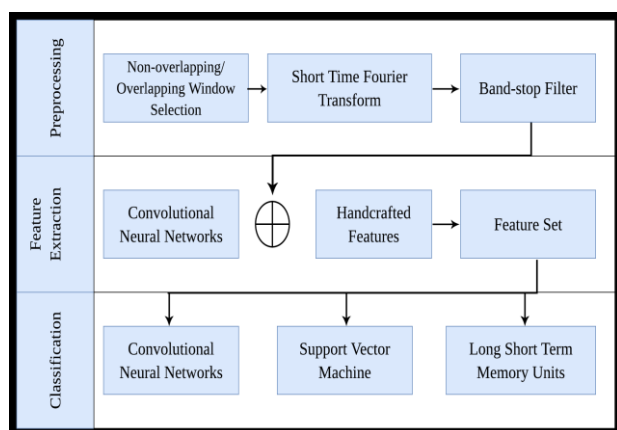 Preprocessing
Non-overlapping/
Overlapping Window
Selection
Short Time Fourier
Transform
Band-stop Filter
Feature
Extraction
Convolutional
Neural Networks
Handcrafted
Features
Feature Set
Classification
Convolutional
Neural Networks
Support Vector
Machine
Long Short Term
Memory Units